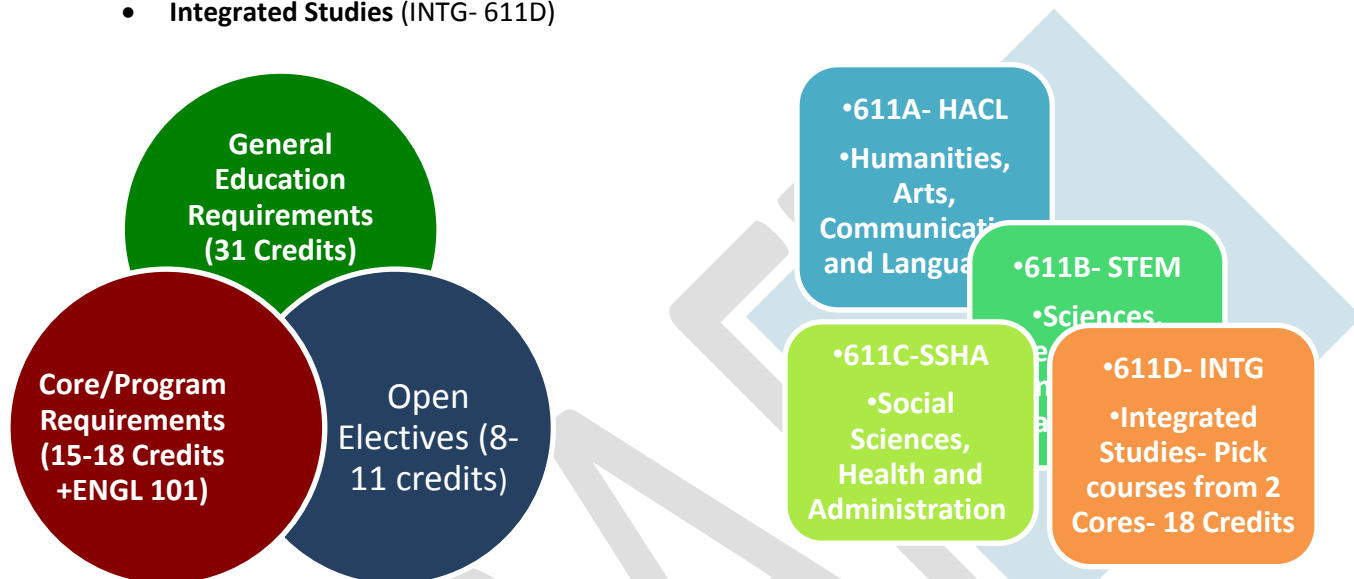 • Integrated Studies (INTG- 611D)
General
Education
Requirements
(31 Credits)
Core/Program
Requirements
(15-18 Credits
+ENGL 101)
Open
Electives (8-
11 credits)
•611A- HACL
•Humanities,
Arts,
and
•611B- STEM
•Sciences,
•611C-SSHA
•Social
Sciences,
Health and
Administration
•611D- INTG
•Integrated
Studies- Pick
courses from 2
Cores- 18 Credits